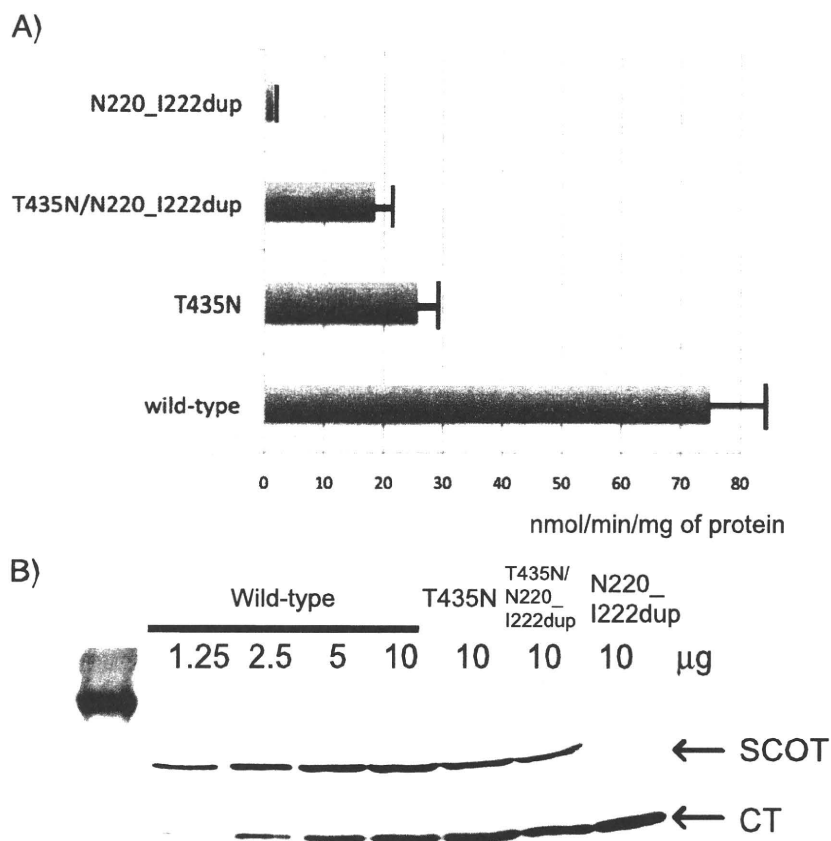 A)
N220_I222dup
T435N/N220_I222dup
T435N
wild-type
0 10 20 30 40 50 60 70 80
nmol/min/mg of protein
B)
Wild-type T435N T435N/ N220_
N220_ I222dup
I222dup
1.25 2.5 5 10 10 10 10 μg
SCOT
CT